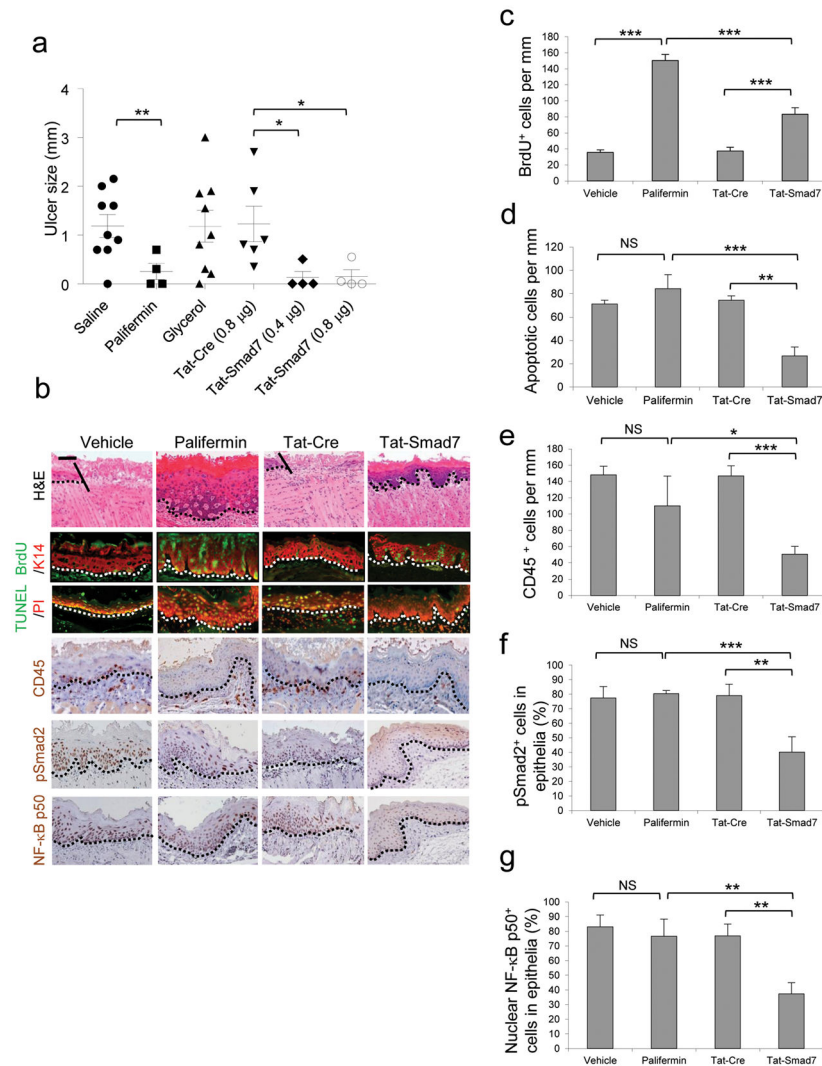 a
Ulcer size (mm)
4
3
2
1
0
**
*
*
Saline
Palifermin
Glycerol
Tat-Cre (0.8 μg)
Tat-Smad7 (0.4 μg)
Tat-Smad7 (0.8 μg)
b
Vehicle Palifermin Tat-Cre Tat-Smad7
H&E
BrdU
/K14
TUNEL
/PI
CD45
pSmad2
NF-κB p50
c
BrdU⁺ cells per mm
180
160
140
120
100
80
60
40
20
0
***
***
***
Vehicle Palifermin Tat-Cre Tat-Smad7
d
Apoptotic cells per mm
120
100
80
60
40
20
0
NS
***
**
Vehicle Palifermin Tat-Cre Tat-Smad7
e
CD45⁺ cells per mm
180
160
140
120
100
80
60
40
20
0
NS
*
***
Vehicle Palifermin Tat-Cre Tat-Smad7
f
pSmad2⁺ cells in
epithelia (%)
100
90
80
70
60
50
40
30
20
10
0
NS
***
**
Vehicle Palifermin Tat-Cre Tat-Smad7
g
Nuclear NF-κB p50⁺
cells in epithelia (%)
100
90
80
70
60
50
40
30
20
10
0
NS
**
**
Vehicle Palifermin Tat-Cre Tat-Smad7